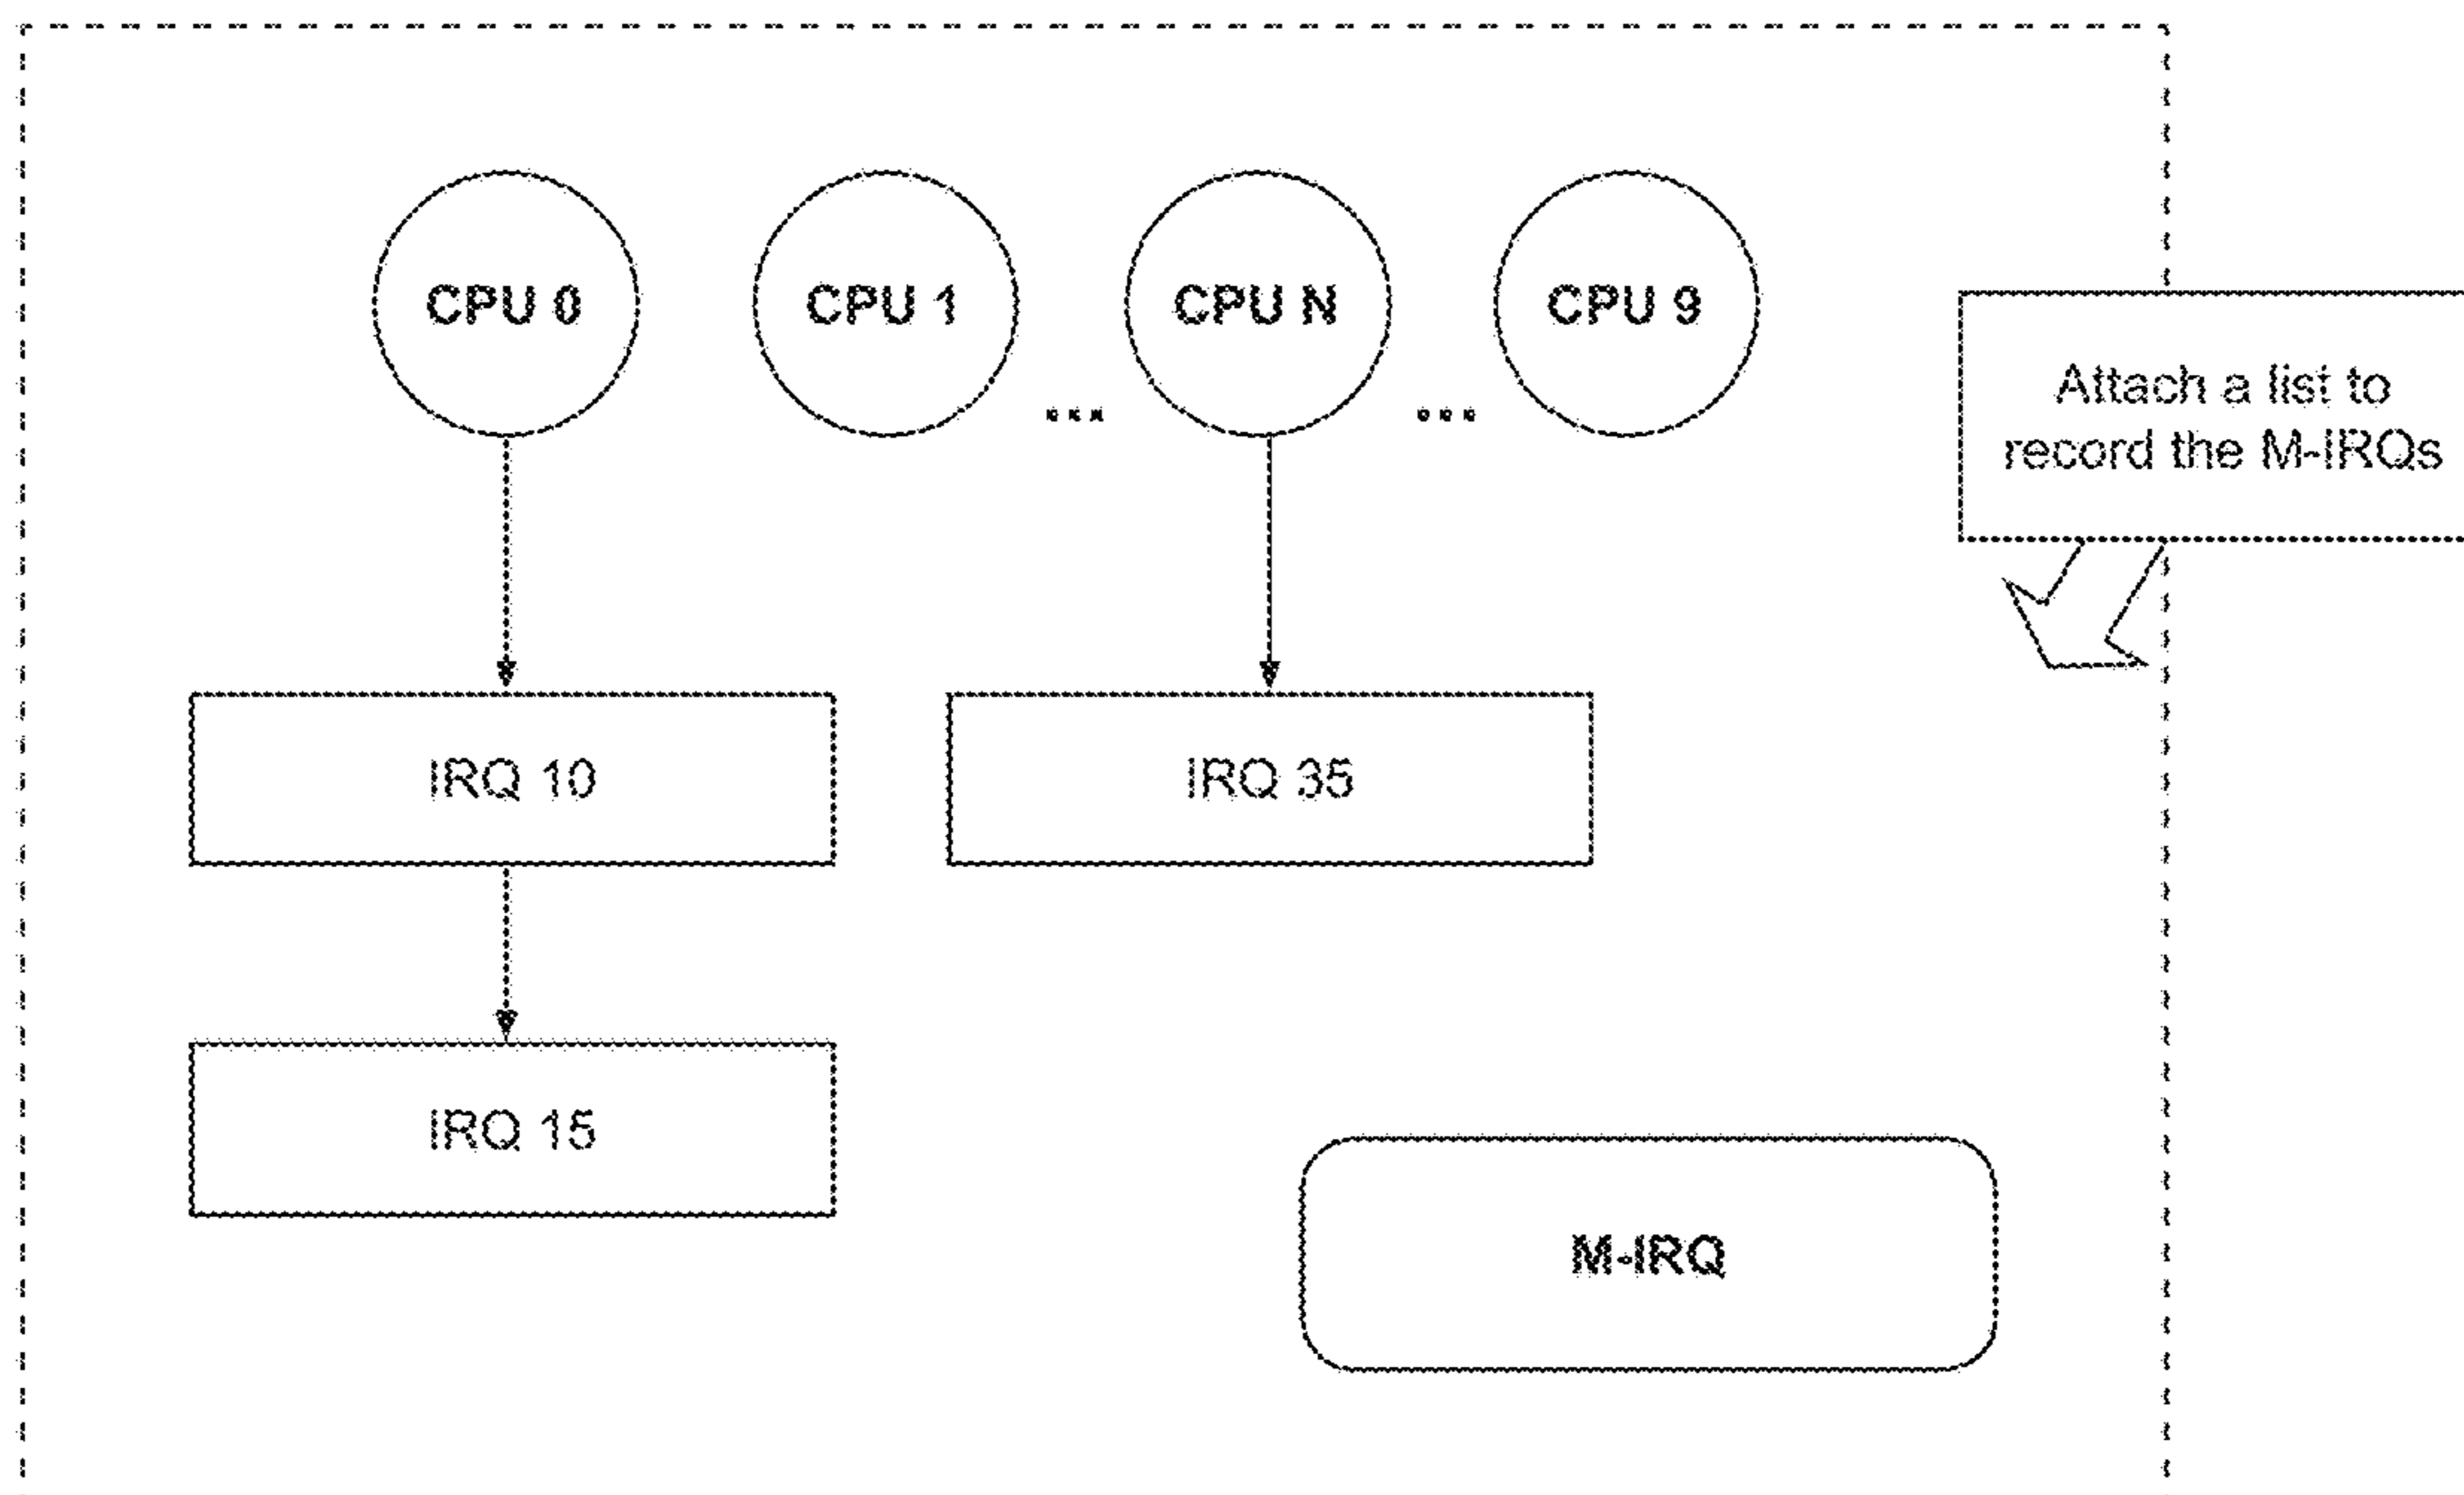 CPU 0
CPU 1
CPU N
CPU 9
...
...
Attach a list to
record the M-IRQs
IRQ 10
IRQ 35
IRQ 15
M-IRQ